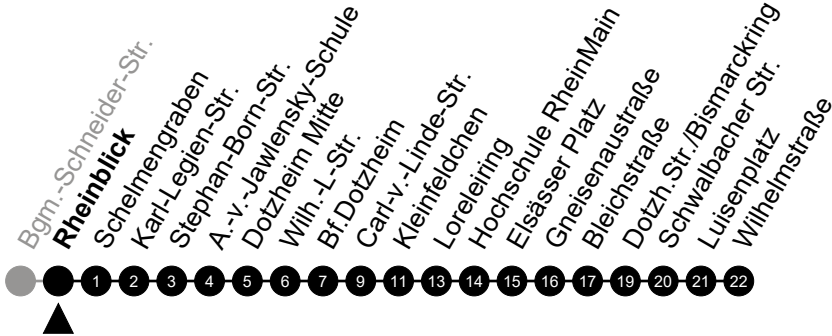 Bgm.-Schneider-Str.
Rheinblick
Schelmengraben
Karl-Legien-Str.
Stephan-Born-Str.
A.-v.-Jawlensky-Schule
Dotzheim Mitte
Wilh.-L-Str.
Bf.Dotzheim
Carl-v.-Linde-Str.
Kleinfeldchen
Loreleiring
Hochschule RheinMain
Elsässer Platz
Gneisenaustraße
Bleichstraße
Dotzh.Str./Bismarckring
Schwalbacher Str.
Luisenplatz
Wilhelmstraße
1 2 3 4 5 6 7 9 11 13 14 15 16 17 19 20 21 22